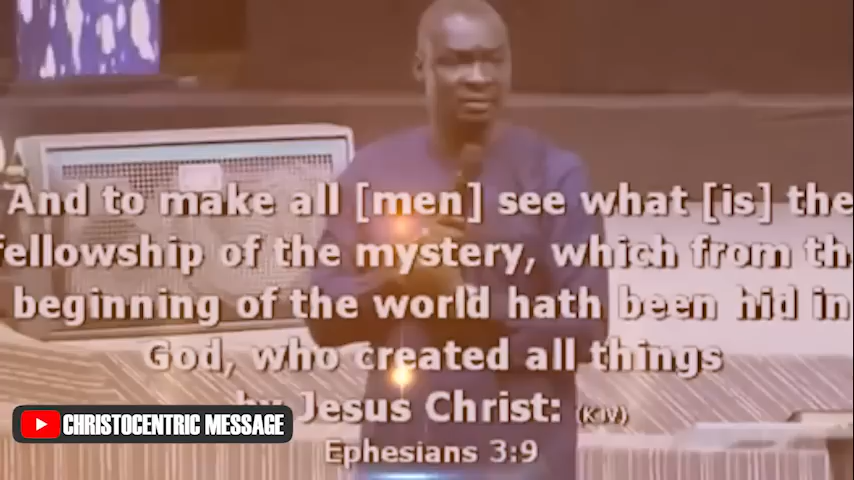 And to make all [men] see what [is] the
fellowship of the mystery, which from th
beginning of the world hath been hid in
God, who created all things
by Jesus Christ: (KJV)
Ephesians 3:9
CHRISTOCENTRIC MESSAGE